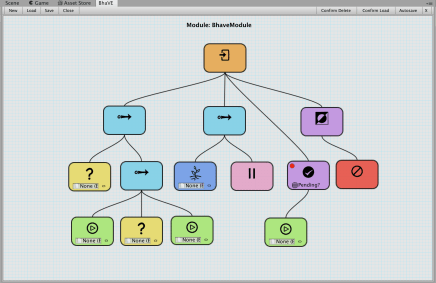 Scene Game Asset Store BhaVE
New Load Save Close Confirm Delete Confirm Load Autosave X
Module: BhaveModule
?
None (E
None (E
Pending?
None (E
?
None (E
None (E
None (E